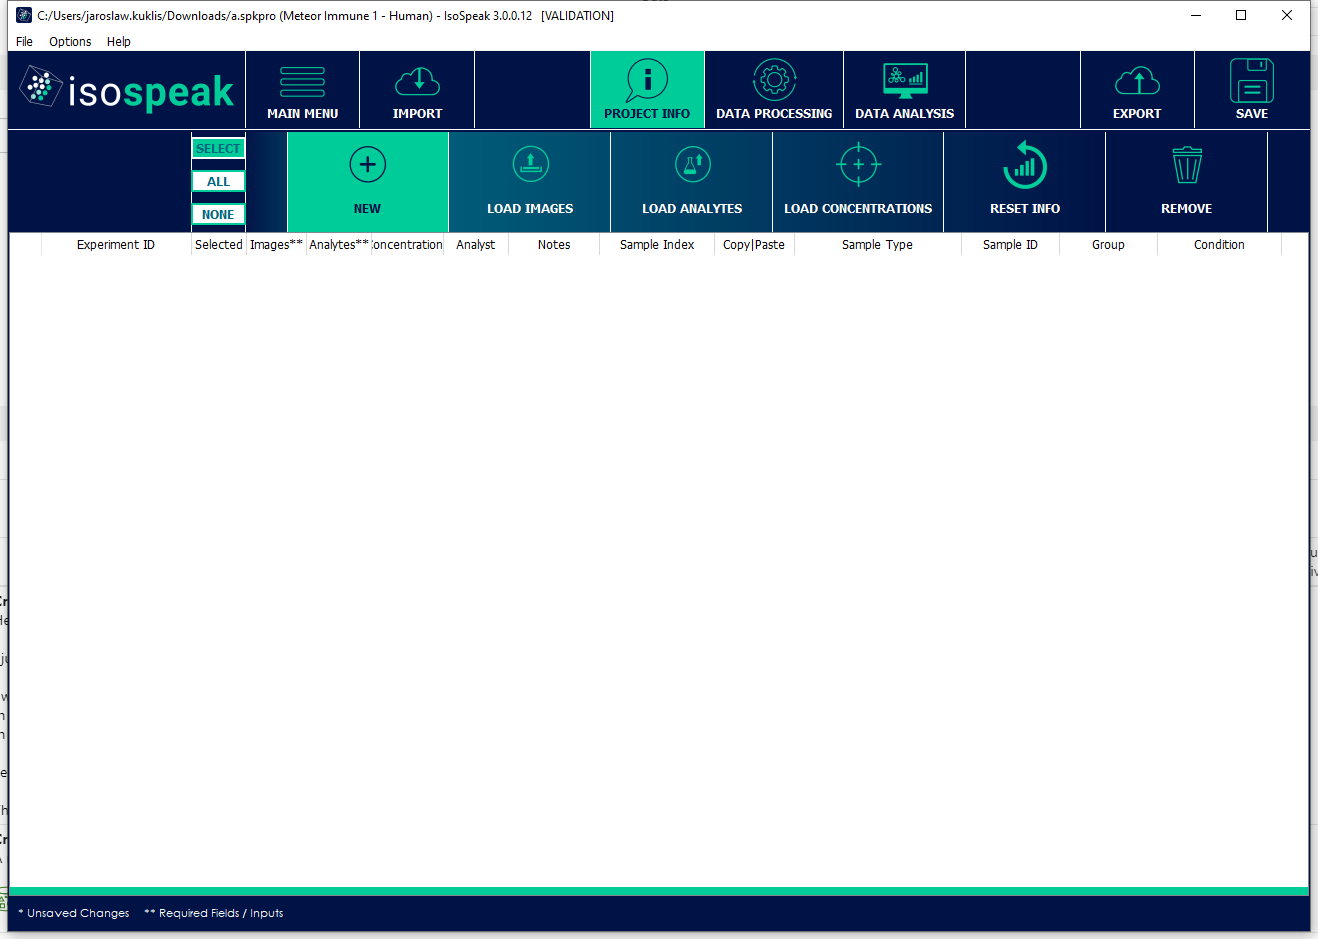 C:/Users/jaroslaw.kuklis/Downloads/a.spkpro (Meteor Immune 1 - Human) - IsoSpeak 3.0.0.12 [VALIDATION]
File Options Help
isospeak
MAIN MENU IMPORT PROJECT INFO DATA PROCESSING DATA ANALYSIS EXPORT SAVE
SELECT
ALL
NONE
NEW LOAD IMAGES LOAD ANALYTES LOAD CONCENTRATIONS RESET INFO REMOVE
Experiment ID Selected Images** Analytes** oncentration Analyst Notes Sample Index Copy|Paste Sample Type Sample ID Group Condition
* Unsaved Changes ** Required Fields / Inputs